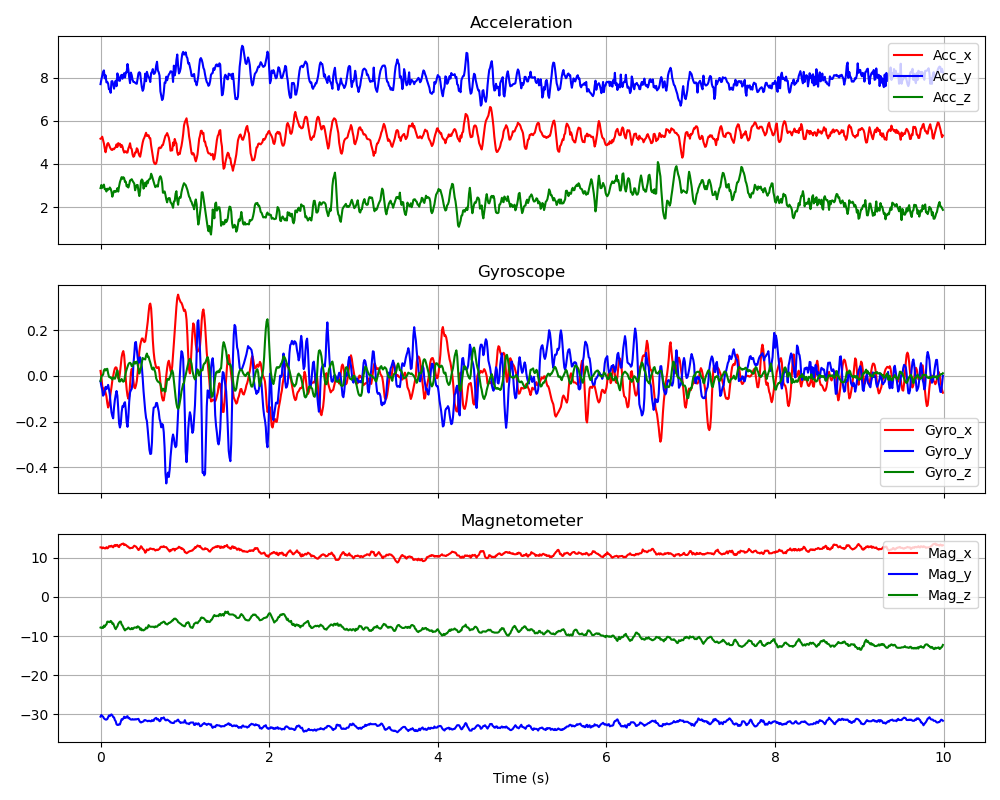 Acceleration
8
6
4
2
Acc_x
Acc_y
Acc_z
Gyroscope
0.2
0.0
−0.2
−0.4
Gyro_x
Gyro_y
Gyro_z
Magnetometer
10
0
−10
−20
−30
Mag_x
Mag_y
Mag_z
0 2 4 6 8 10
Time (s)